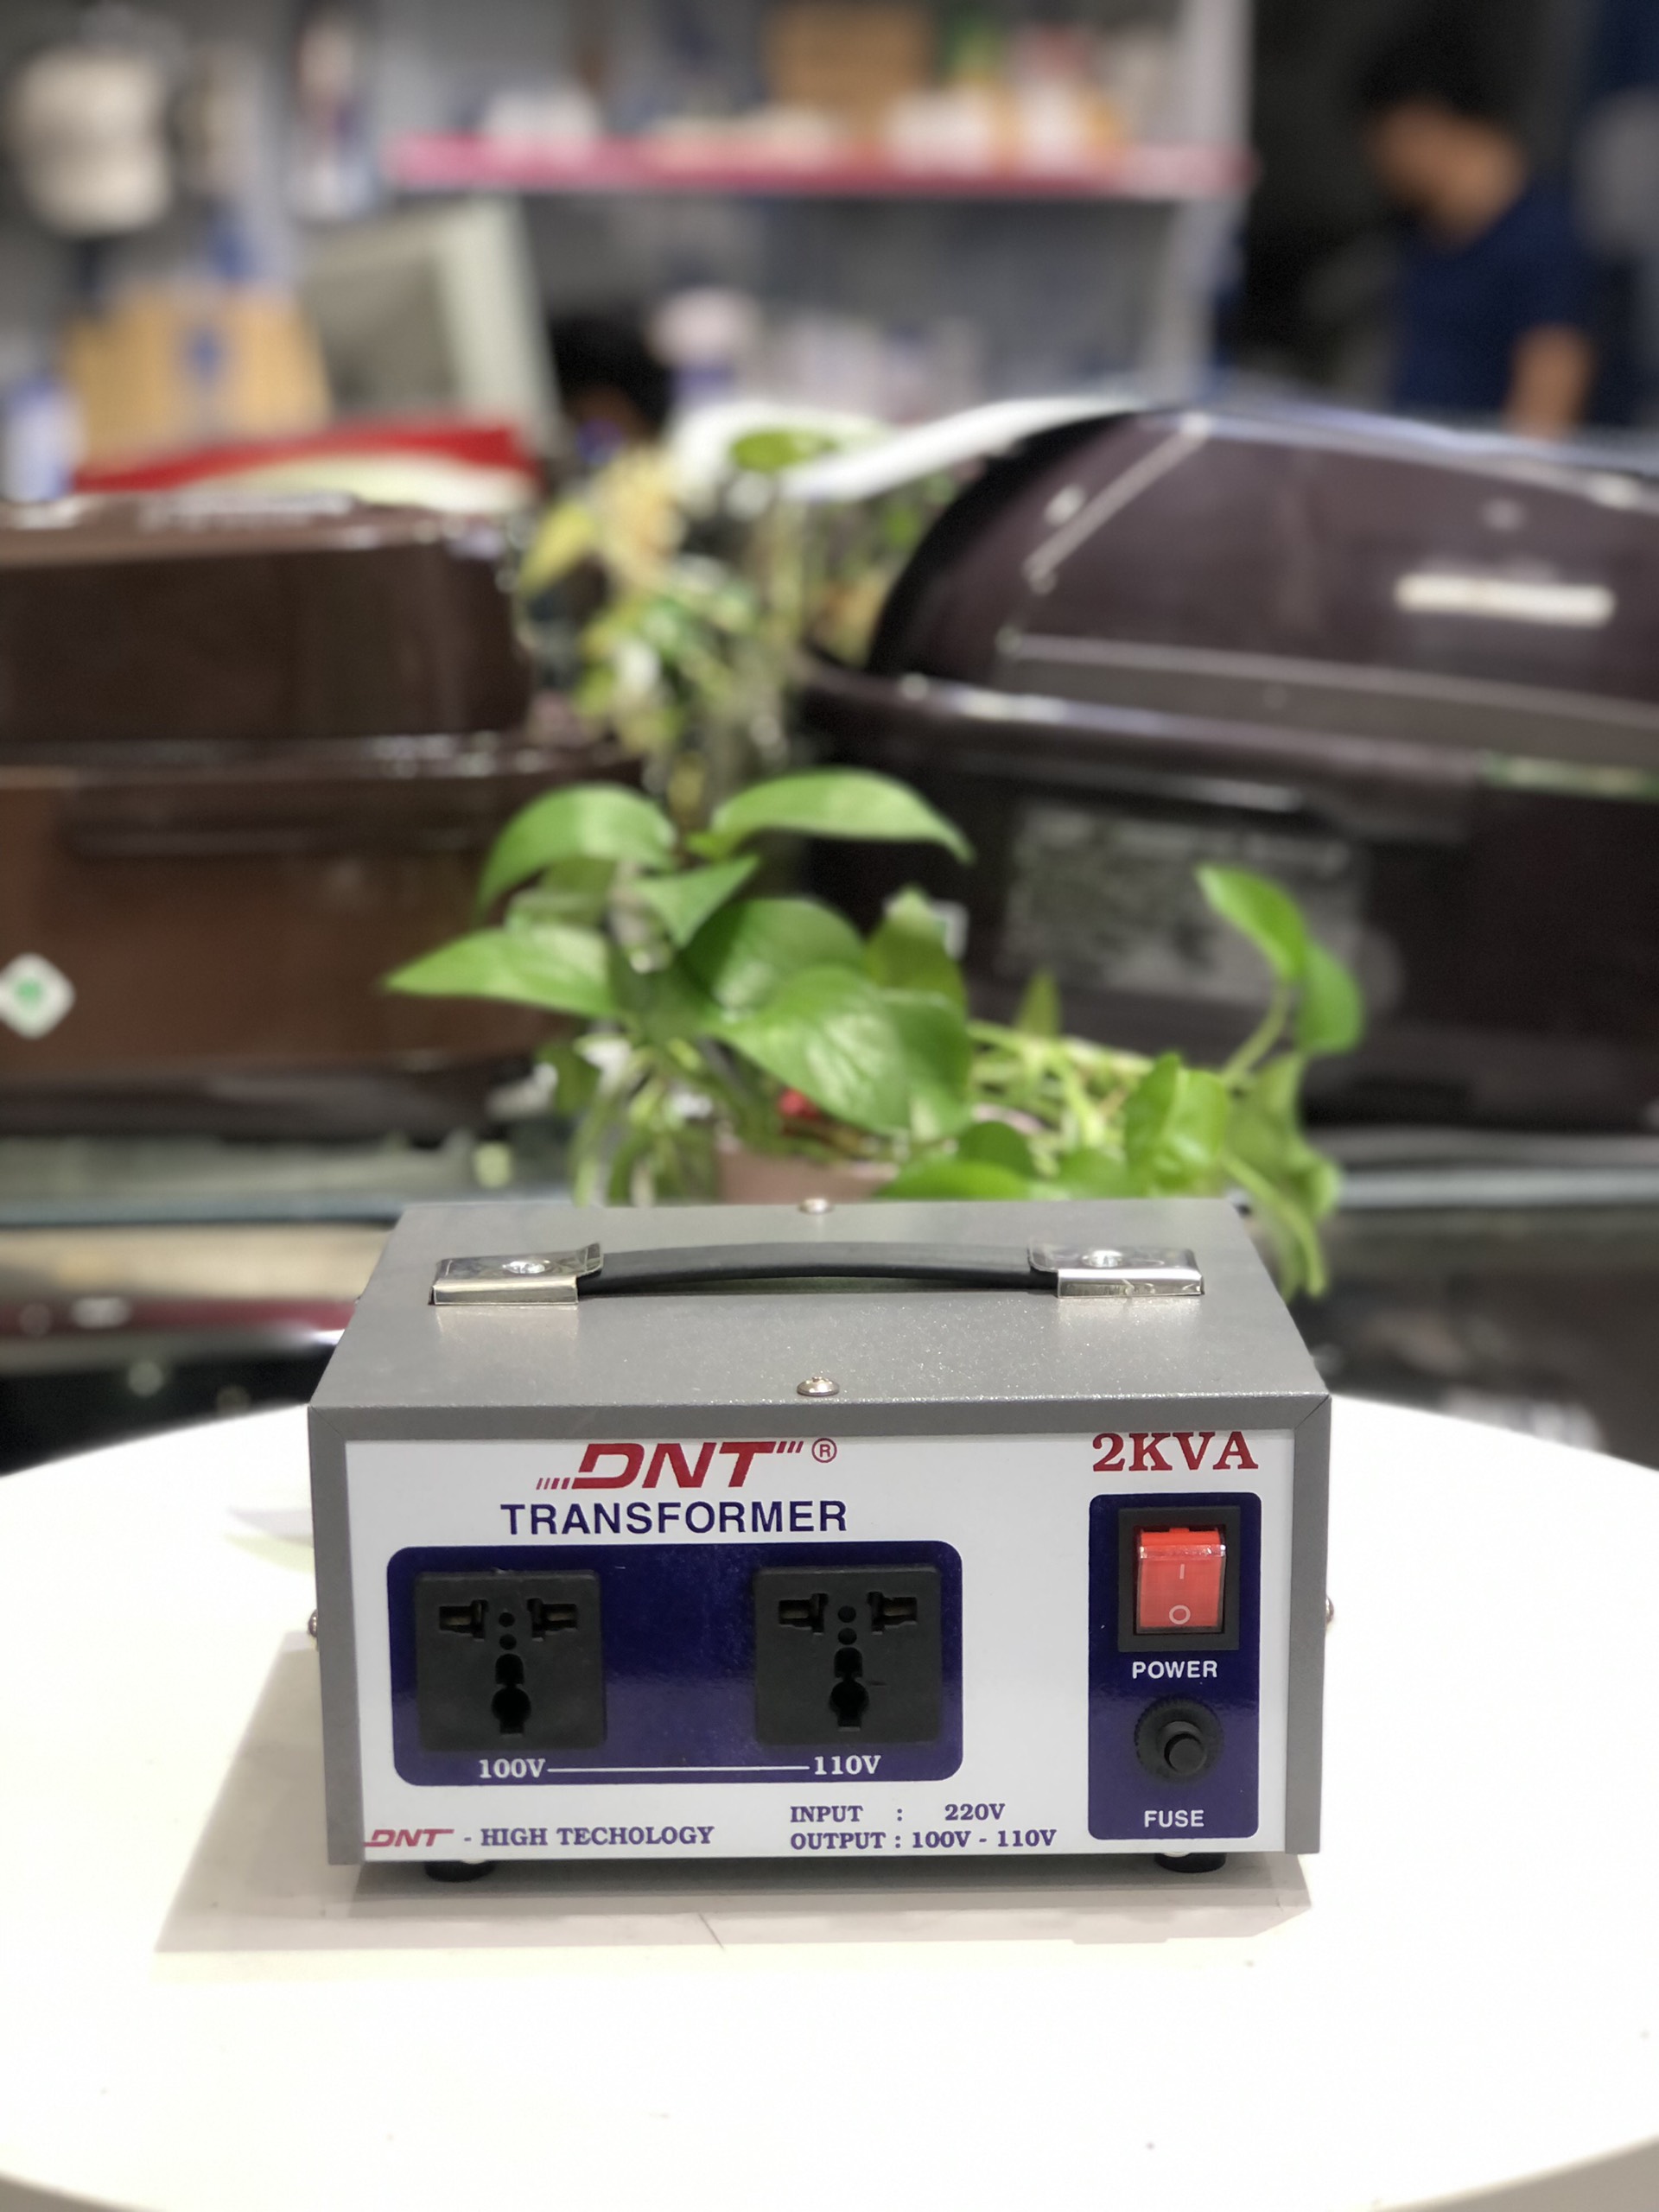 DNT ®
TRANSFORMER
2KVA
POWER
FUSE
100V 110V
DNT - HIGH TECHOLOGY
INPUT : 220V
OUTPUT : 100V - 110V